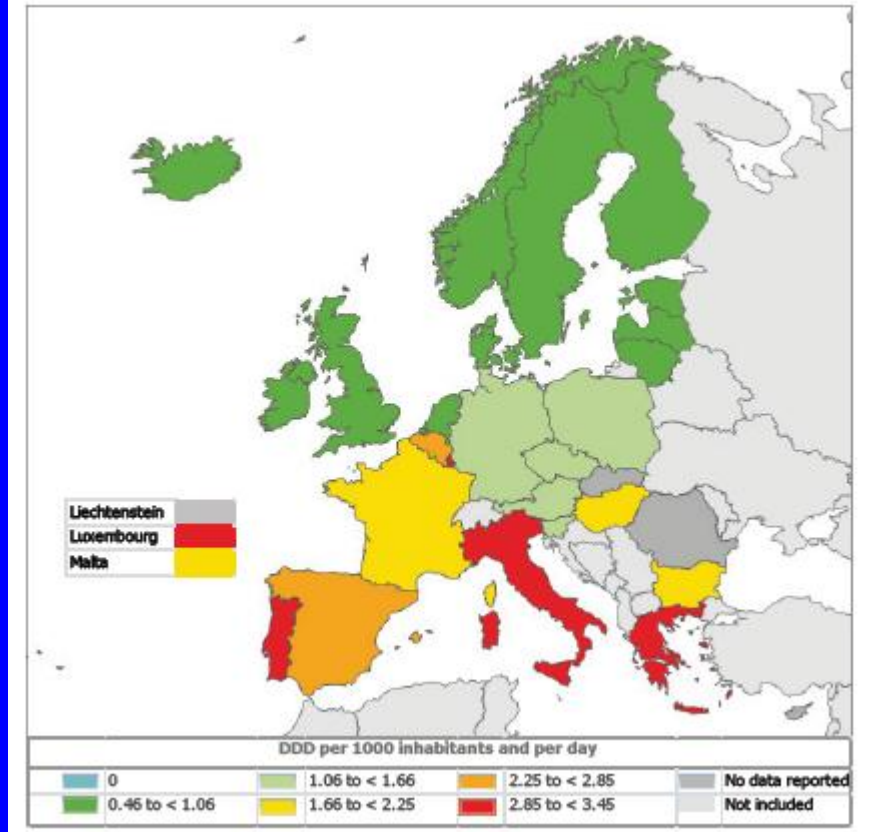 Liechtenstein
Luxembourg
Malta
DDD per 1000 inhabitants and per day
0 1.06 to < 1.66 2.25 to < 2.85 No data reported
0.46 to < 1.06 1.66 to < 2.25 2.85 to < 3.45 Not included